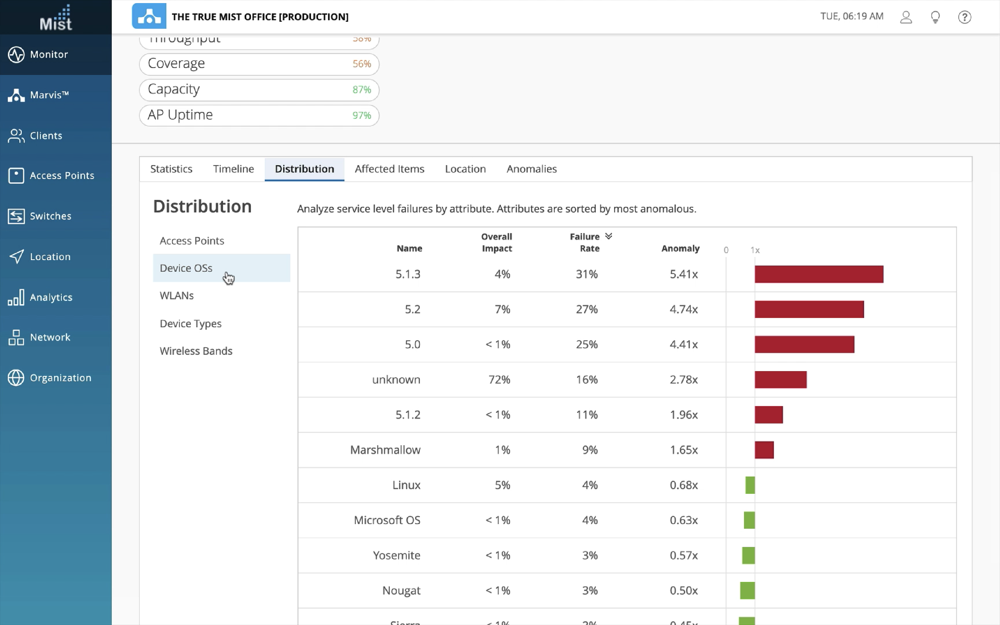 Mist
THE TRUE MIST OFFICE [PRODUCTION]
TUE, 06:19 AM
?
Monitor
Marvis™
Clients
Access Points
Switches
Location
Analytics
Network
Organization
Throughput 58%
Coverage 56%
Capacity 87%
AP Uptime 97%
Statistics Timeline Distribution Affected Items Location Anomalies
Distribution
Analyze service level failures by attribute. Attributes are sorted by most anomalous.
Access Points
Device OSs
WLANs
Device Types
Wireless Bands
Name Overall Impact Failure Rate Anomaly 0 1x
5.1.3 4% 31% 5.41x
5.2 7% 27% 4.74x
5.0 < 1% 25% 4.41x
unknown 72% 16% 2.78x
5.1.2 < 1% 11% 1.96x
Marshmallow 1% 9% 1.65x
Linux 5% 4% 0.68x
Microsoft OS < 1% 4% 0.63x
Yosemite < 1% 3% 0.57x
Nougat < 1% 3% 0.50x
Sierra < 1% 0.45x